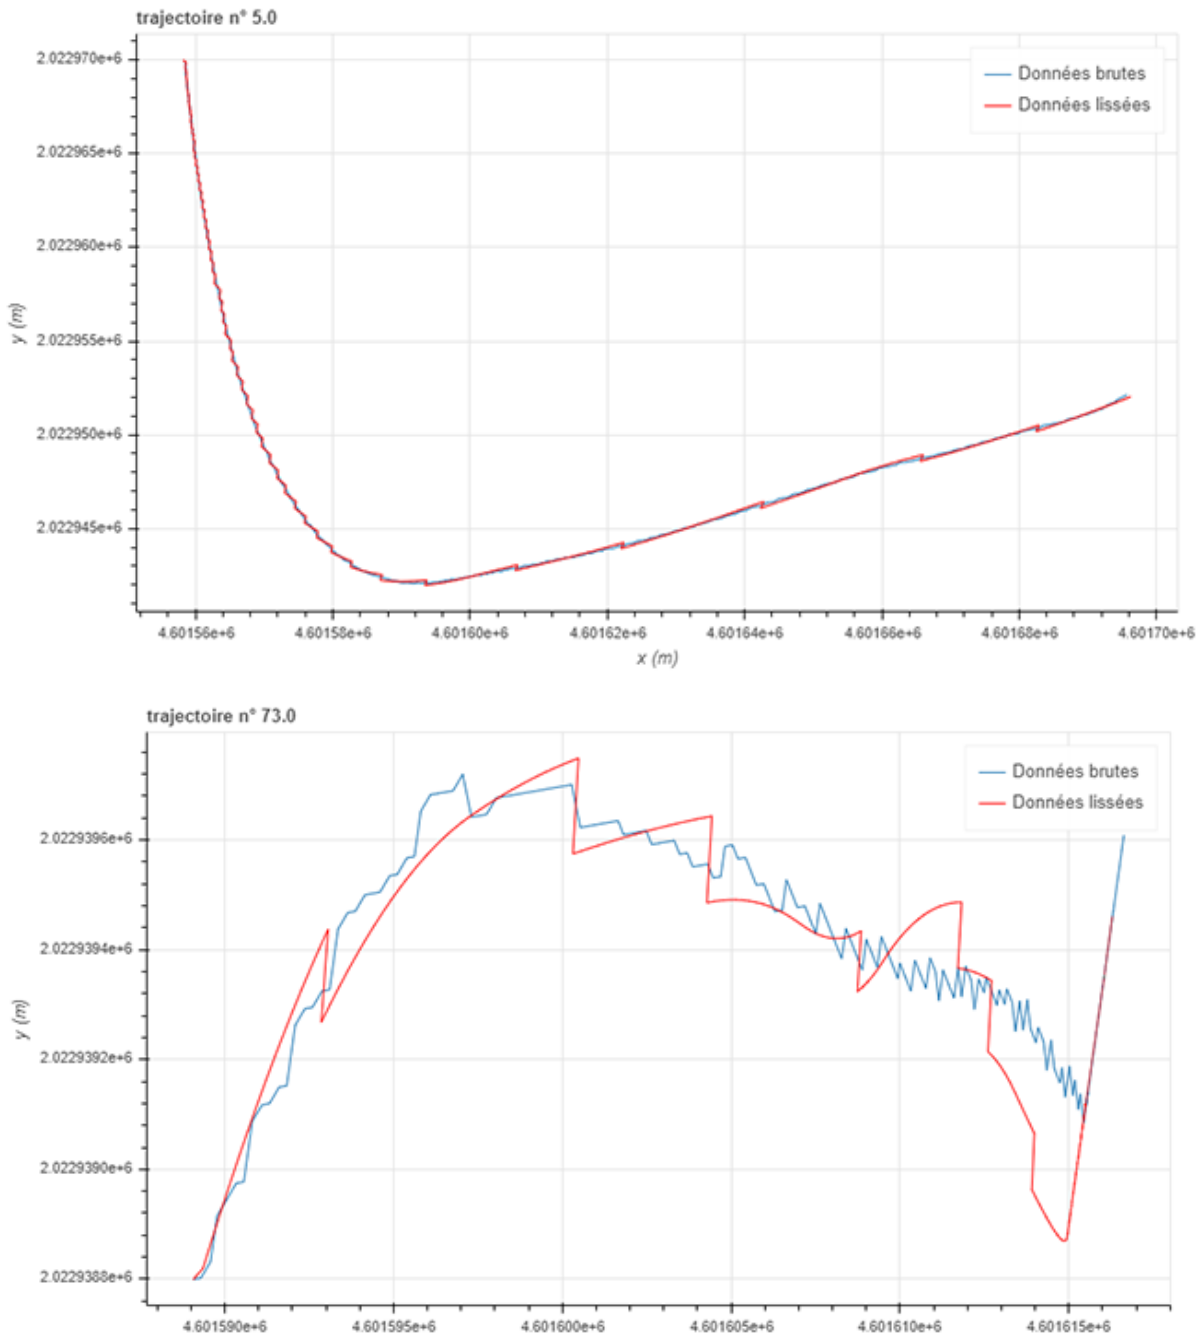 trajectoire n° 5.0
2.022970e+6
Données brutes
Données lissées
2.022965e+6
2.022960e+6
2.022955e+6
2.022950e+6
2.022945e+6
y (m)
4.60156e+6 4.60158e+6 4.60160e+6 4.60162e+6 4.60164e+6 4.60166e+6 4.60168e+6 4.60170e+6
x (m)
trajectoire n° 73.0
Données brutes
Données lissées
2.0229396e+6
2.0229394e+6
2.0229392e+6
2.0229390e+6
2.0229388e+6
y (m)
4.601590e+6 4.601595e+6 4.601600e+6 4.601605e+6 4.601610e+6 4.601615e+6